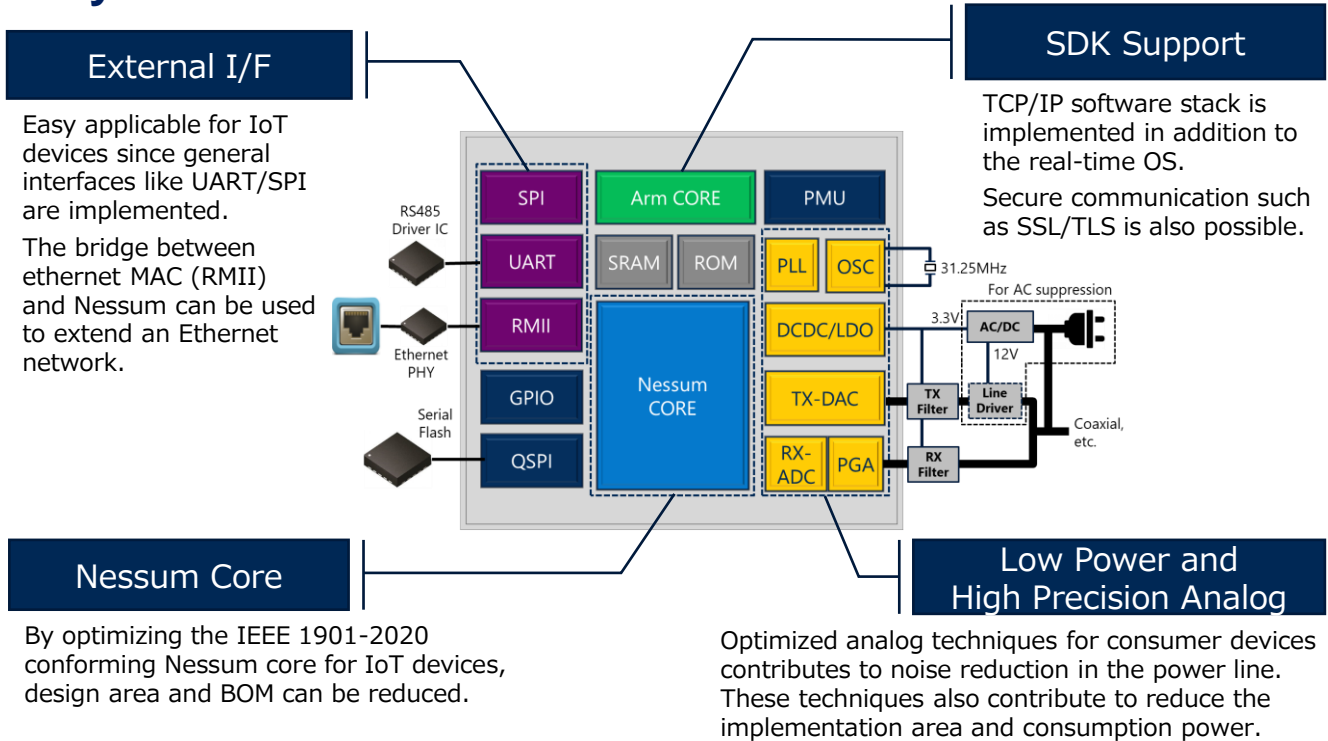 External I/F
Easy applicable for IoT
devices since general
interfaces like UART/SPI
are implemented.
The bridge between
ethernet MAC (RMII)
and Nessum can be used
to extend an Ethernet
network.
SDK Support
TCP/IP software stack is
implemented in addition to
the real-time OS.
Secure communication such
as SSL/TLS is also possible.
RS485
Driver IC
Ethernet
PHY
Serial
Flash
SPI
UART
RMII
GPIO
QSPI
Arm CORE
SRAM
ROM
Nessum
CORE
PMU
PLL
OSC
DCDC/LDO
TX-DAC
RX-
ADC
PGA
31.25MHz
For AC suppression
3.3V
AC/DC
12V
TX
Filter
Line
Driver
RX
Filter
Coaxial,
etc.
Nessum Core
By optimizing the IEEE 1901-2020
conforming Nessum core for IoT devices,
design area and BOM can be reduced.
Low Power and
High Precision Analog
Optimized analog techniques for consumer devices
contributes to noise reduction in the power line.
These techniques also contribute to reduce the
implementation area and consumption power.